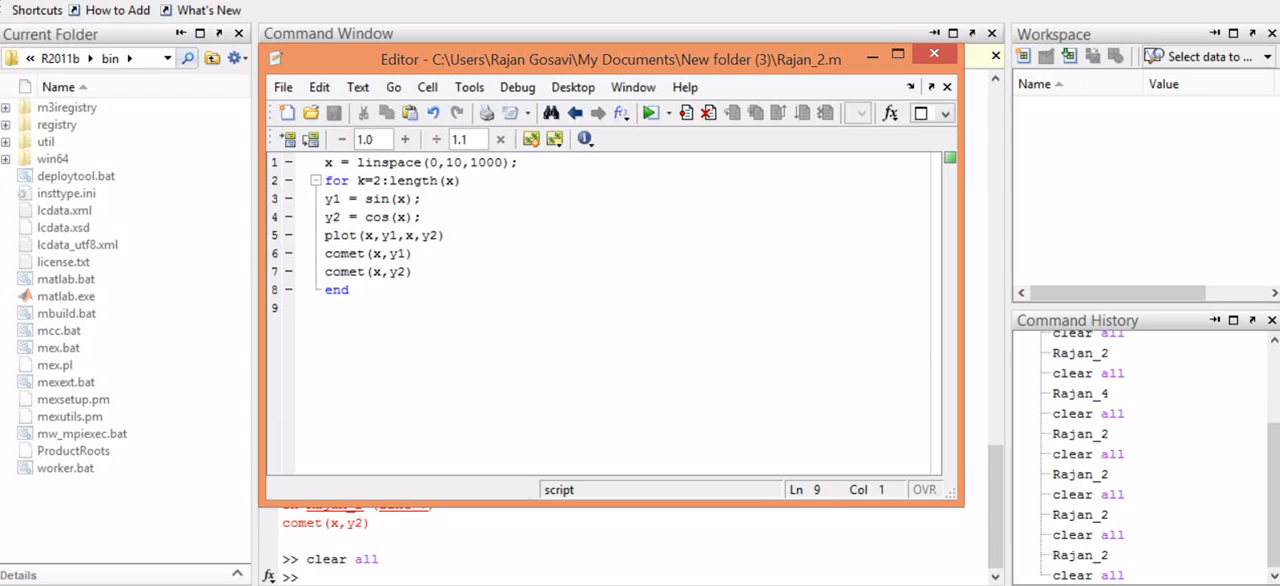 Shortcuts How to Add What's New
Current Folder
« R2011b bin
Name
m3iregistry
registry
util
win64
deploytool.bat
insttype.ini
lcdata.xml
lcdata.xsd
lcdata_utf8.xml
license.txt
matlab.bat
matlab.exe
mbuild.bat
mcc.bat
mex.bat
mex.pl
mexext.bat
mexsetup.pm
mexutils.pm
mw_mpiexec.bat
ProductRoots
worker.bat
Details
Command Window
Editor - C:\Users\Rajan Gosavi\My Documents\New folder (3)\Rajan_2.m
File Edit Text Go Cell Tools Debug Desktop Window Help
fx
− 1.0 + ÷ 1.1 ×
1 − x = linspace(0,10,1000);
2 − for k=2:length(x)
3 − y1 = sin(x);
4 − y2 = cos(x);
5 − plot(x,y1,x,y2)
6 − comet(x,y1)
7 − comet(x,y2)
8 − end
9
script Ln 9 Col 1 OVR
comet(x,y2)
>> clear all
fx >>
Workspace
Select data to ...
Name Value
Command History
clear all
Rajan_2
clear all
Rajan_4
clear all
Rajan_2
clear all
Rajan_2
clear all
Rajan_2
clear all
Rajan_2
clear all